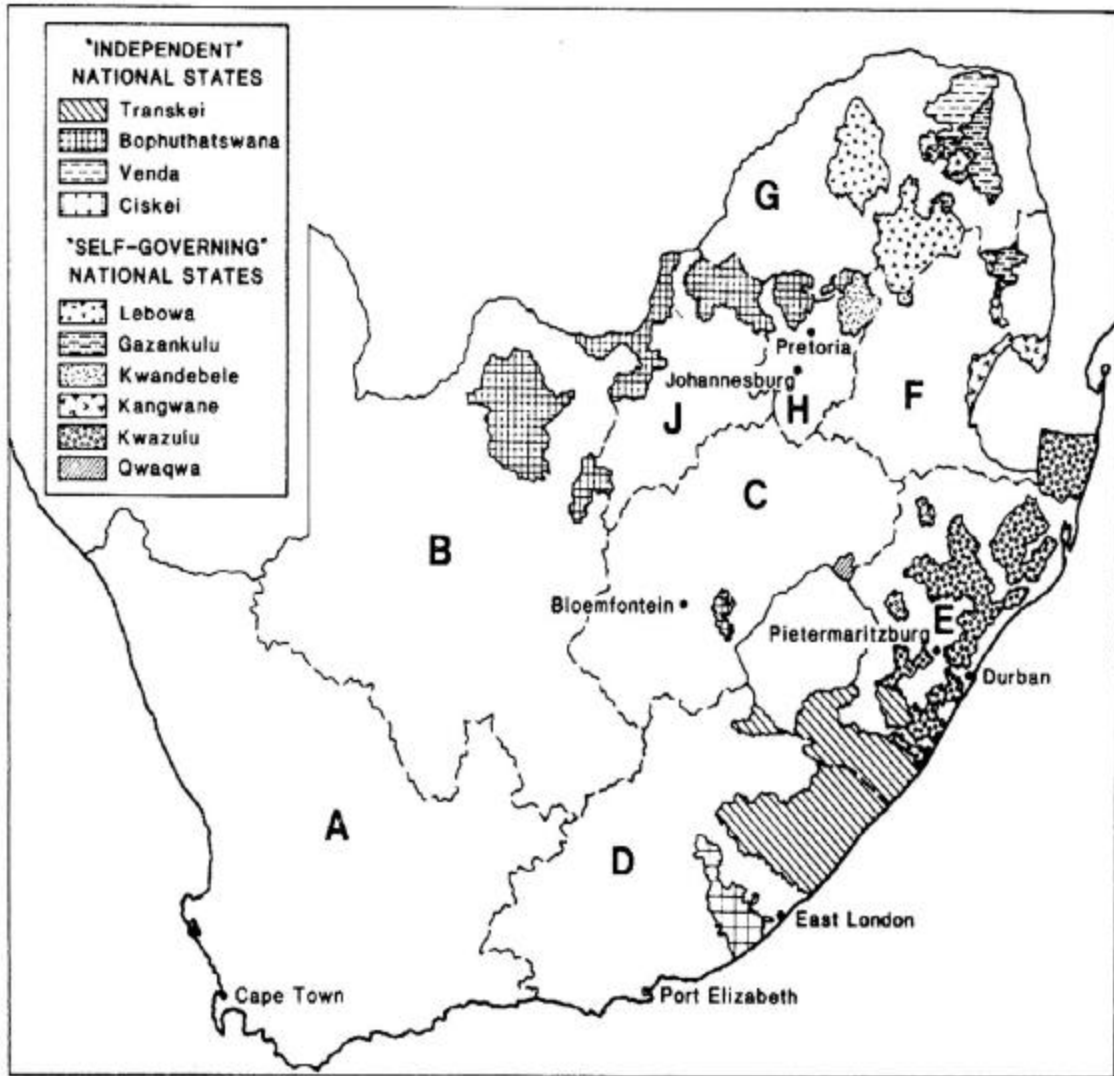 "INDEPENDENT"
NATIONAL STATES
Transkei
Bophuthatswana
Venda
Ciskei
"SELF-GOVERNING"
NATIONAL STATES
Lebowa
Gazankulu
Kwandebele
Kangwane
Kwazulu
Qwaqwa
G
Pretoria
Johannesburg
J
H
F
C
B
Bloemfontein
E
Pietermaritzburg
Durban
A
D
East London
Cape Town
Port Elizabeth